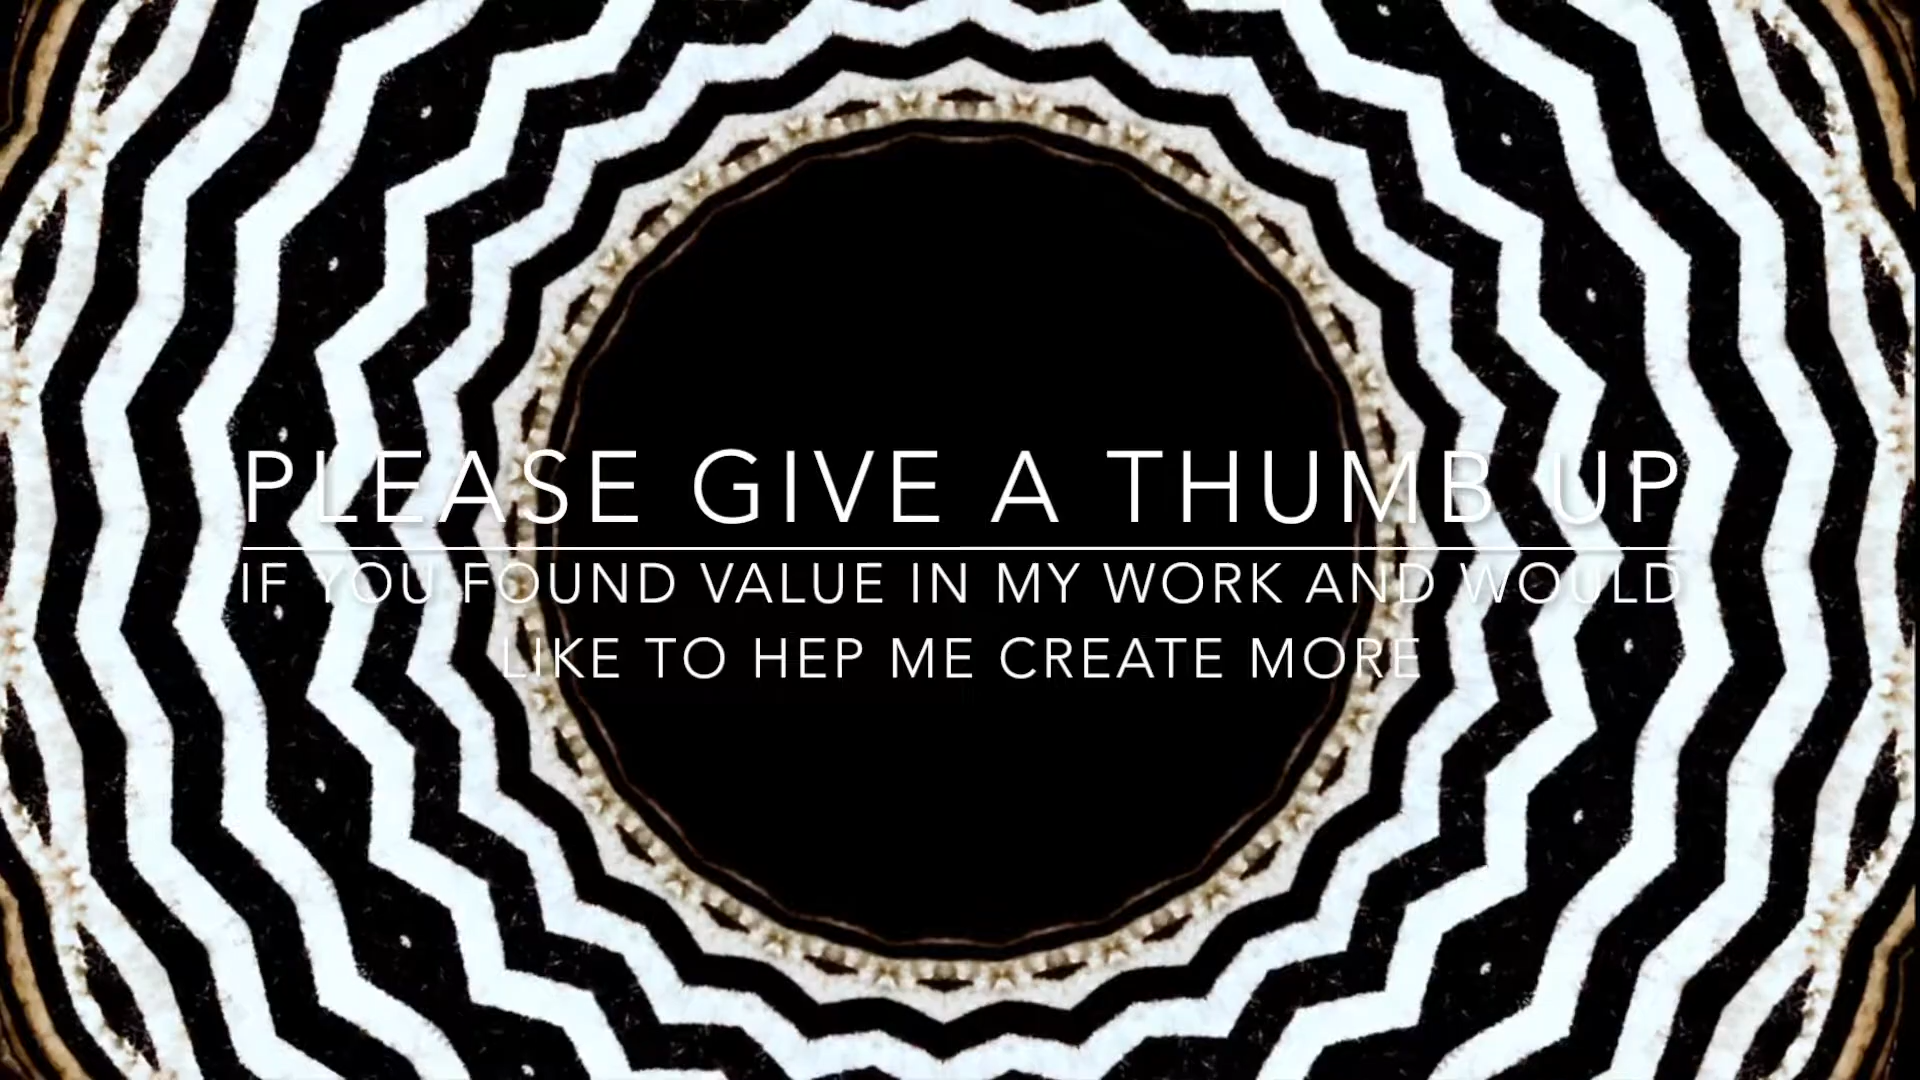 PLEASE GIVE A THUMB UP
IF YOU FOUND VALUE IN MY WORK AND WOULD
LIKE TO HEP ME CREATE MORE